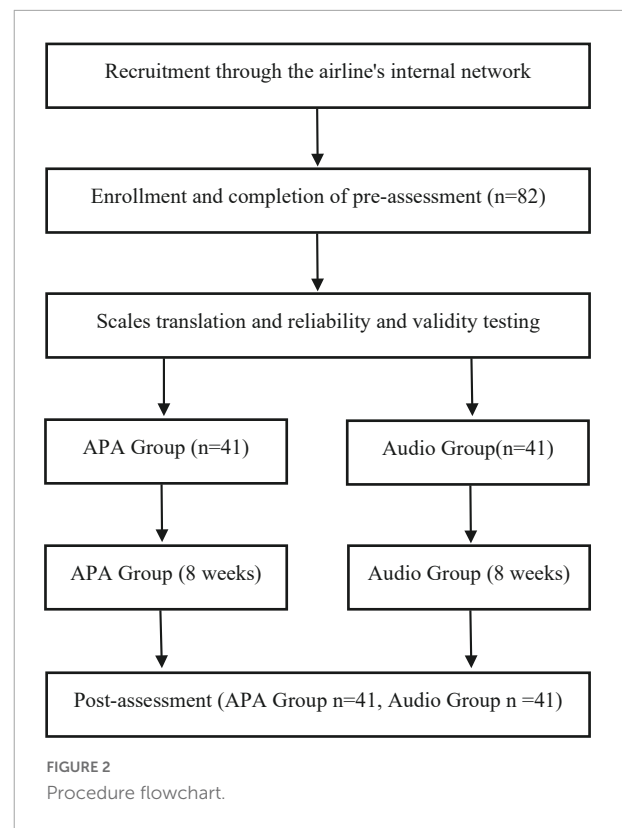 Recruitment through the airline's internal network
Enrollment and completion of pre-assessment (n=82)
Scales translation and reliability and validity testing
APA Group (n=41)
Audio Group(n=41)
APA Group (8 weeks)
Audio Group (8 weeks)
Post-assessment (APA Group n=41, Audio Group n =41)
FIGURE 2
Procedure flowchart.